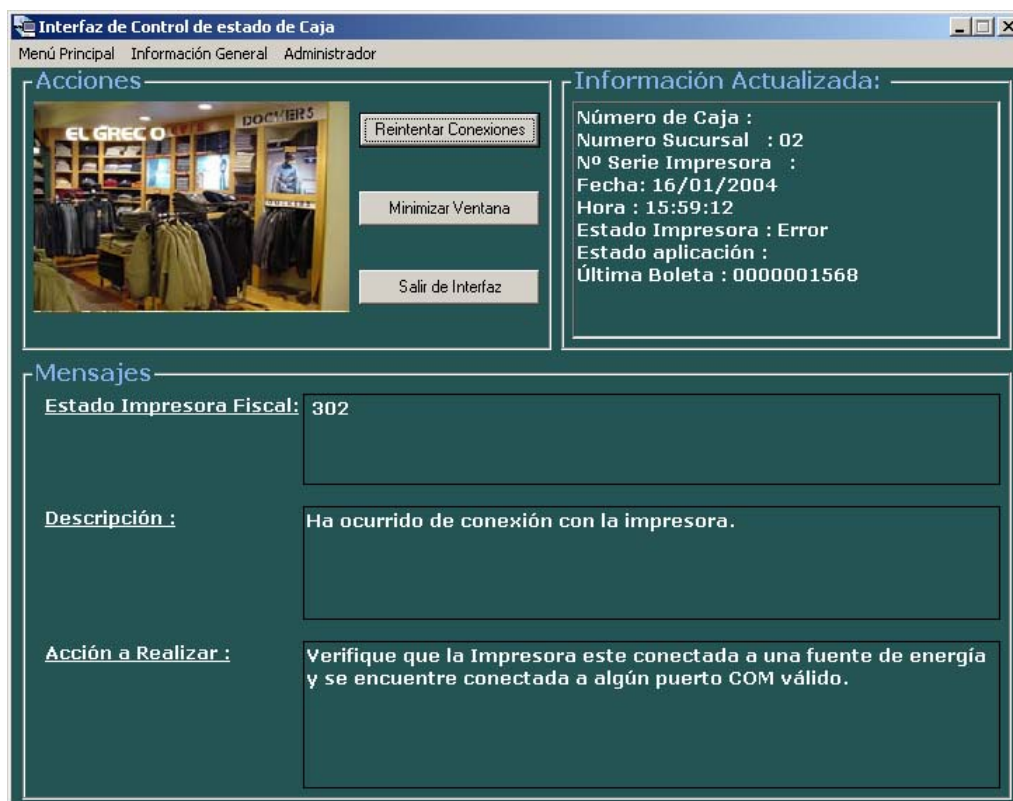 Interfaz de Control de estado de Caja
Menú Principal Información General Administrador
Acciones
EL GRECO
DOCKERS
DOCKERS
Reintentar Conexiones
Minimizar Ventana
Salir de Interfaz
Información Actualizada:
Número de Caja :
Numero Sucursal : 02
Nº Serie Impresora :
Fecha: 16/01/2004
Hora : 15:59:12
Estado Impresora : Error
Estado aplicación :
Última Boleta : 0000001568
Mensajes
Estado Impresora Fiscal: 302
Descripción : Ha ocurrido de conexión con la impresora.
Acción a Realizar : Verifique que la Impresora este conectada a una fuente de energía
y se encuentre conectada a algún puerto COM válido.